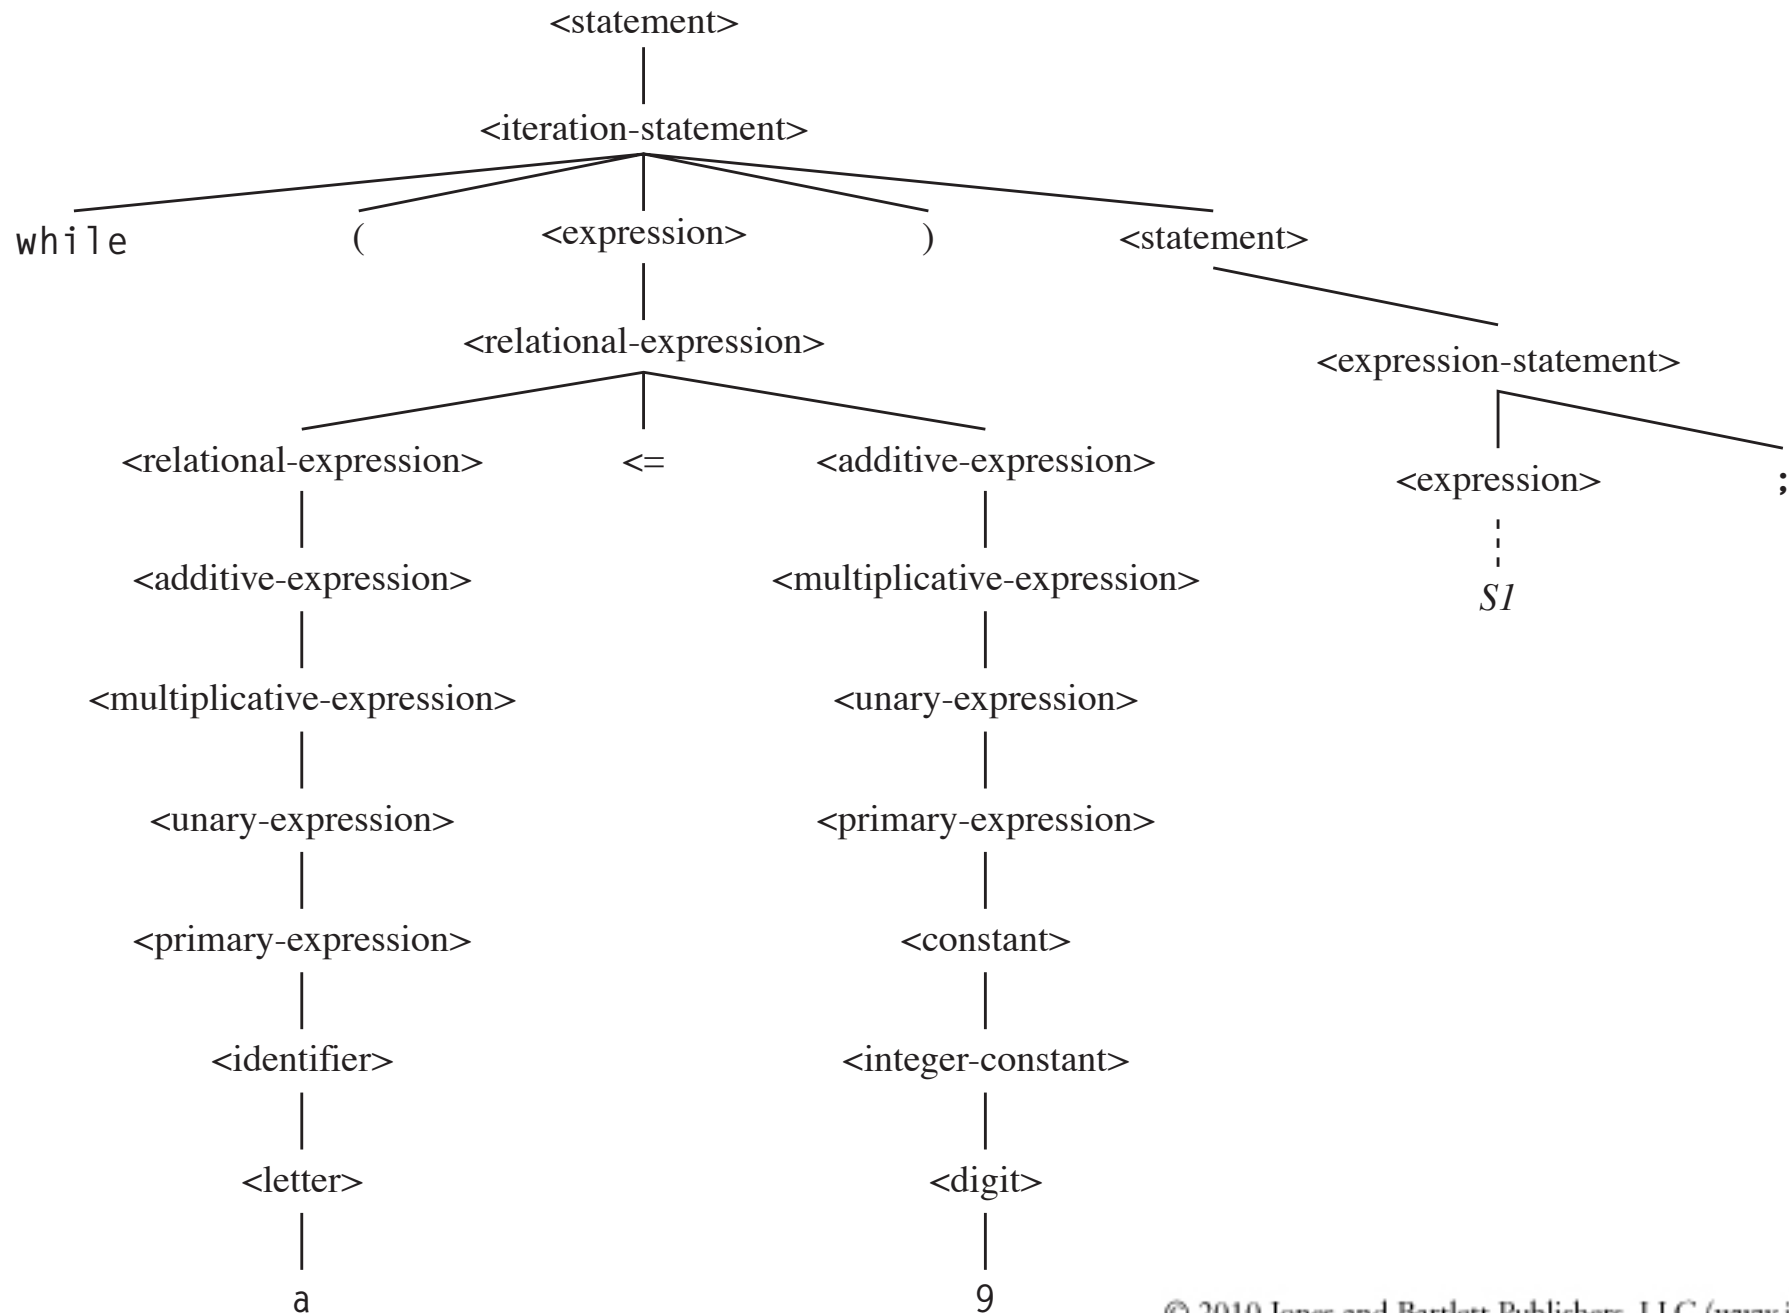 <statement>
<iteration-statement>
while ( <expression> ) <statement>
<relational-expression>
<expression-statement>
<relational-expression> <= <additive-expression>
<expression> ;
<additive-expression> <multiplicative-expression>
S1
<multiplicative-expression> <unary-expression>
<unary-expression> <primary-expression>
<primary-expression> <constant>
<identifier> <integer-constant>
<letter> <digit>
a 9
© 2010 Jones and Bartlett Publishers, LLC